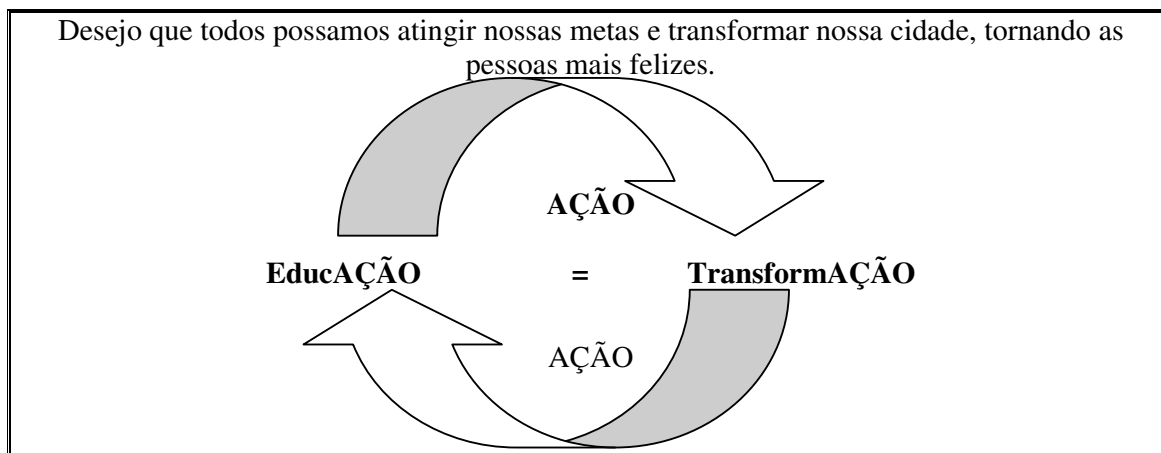 Desejo que todos possamos atingir nossas metas e transformar nossa cidade, tornando as
pessoas mais felizes.
AÇÃO
EducAÇÃO = TransformAÇÃO
AÇÃO